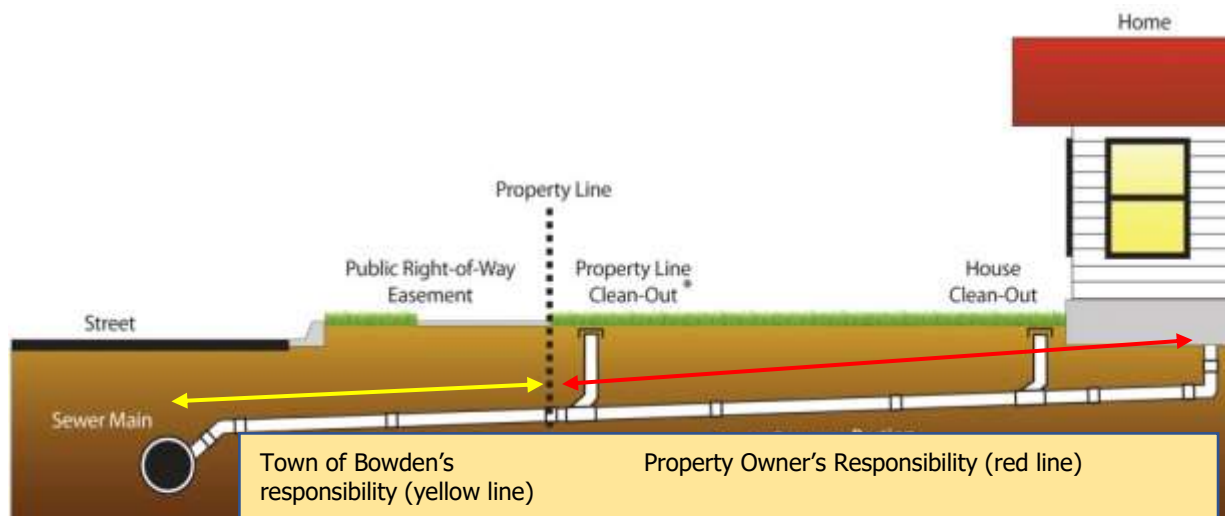 Home
Property Line
Public Right-of-Way
Easement
Property Line
Clean-Out *
House
Clean-Out
Street
Sewer Main
Town of Bowden's
responsibility (yellow line)
Property Owner's Responsibility (red line)